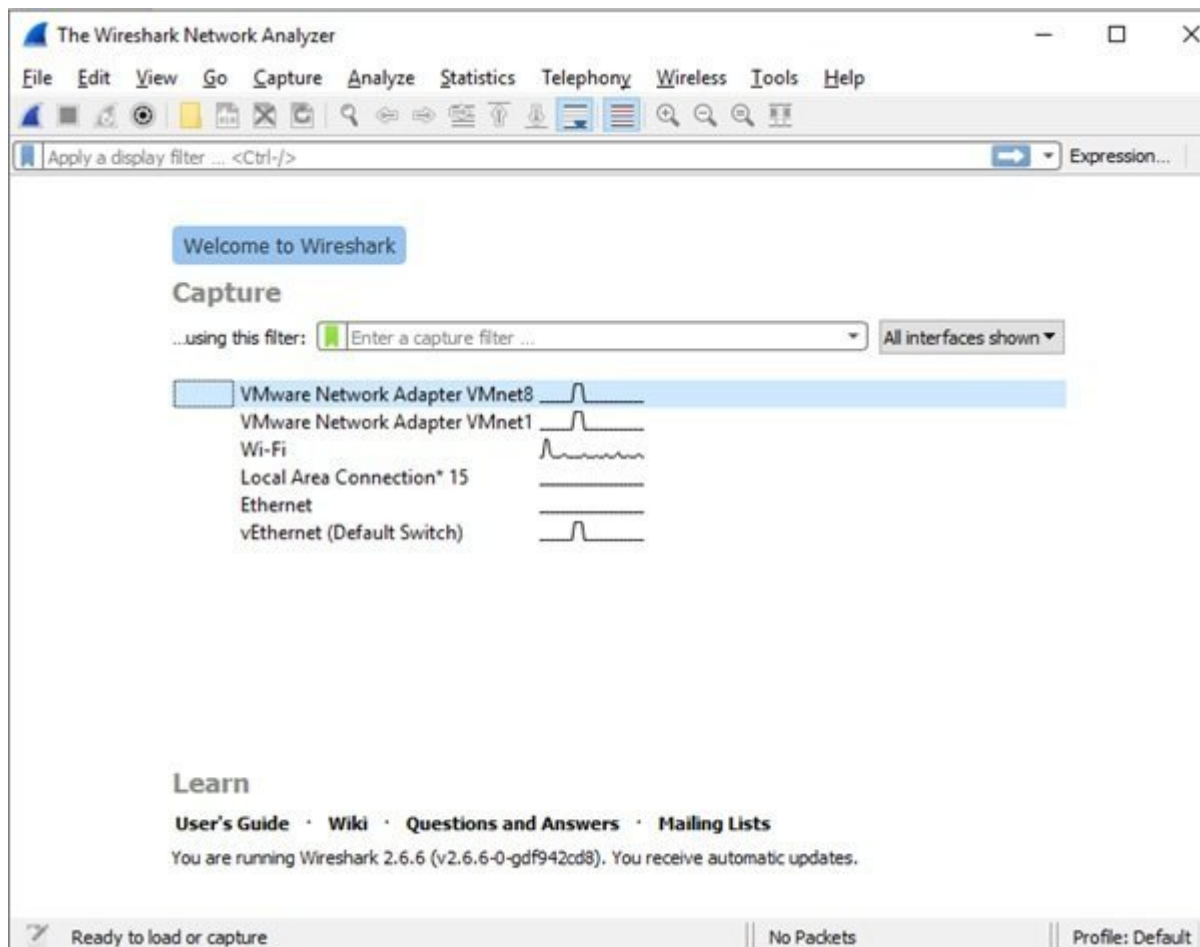 The Wireshark Network Analyzer
File Edit View Go Capture Analyze Statistics Telephony Wireless Tools Help
Apply a display filter ... <Ctrl-/> Expression...
Welcome to Wireshark
Capture
...using this filter: Enter a capture filter ... All interfaces shown
VMware Network Adapter VMnet8
VMware Network Adapter VMnet1
Wi-Fi
Local Area Connection* 15
Ethernet
vEthernet (Default Switch)
Learn
User's Guide · Wiki · Questions and Answers · Mailing Lists
You are running Wireshark 2.6.6 (v2.6.6-0-gdf942cd8). You receive automatic updates.
Ready to load or capture No Packets Profile: Default